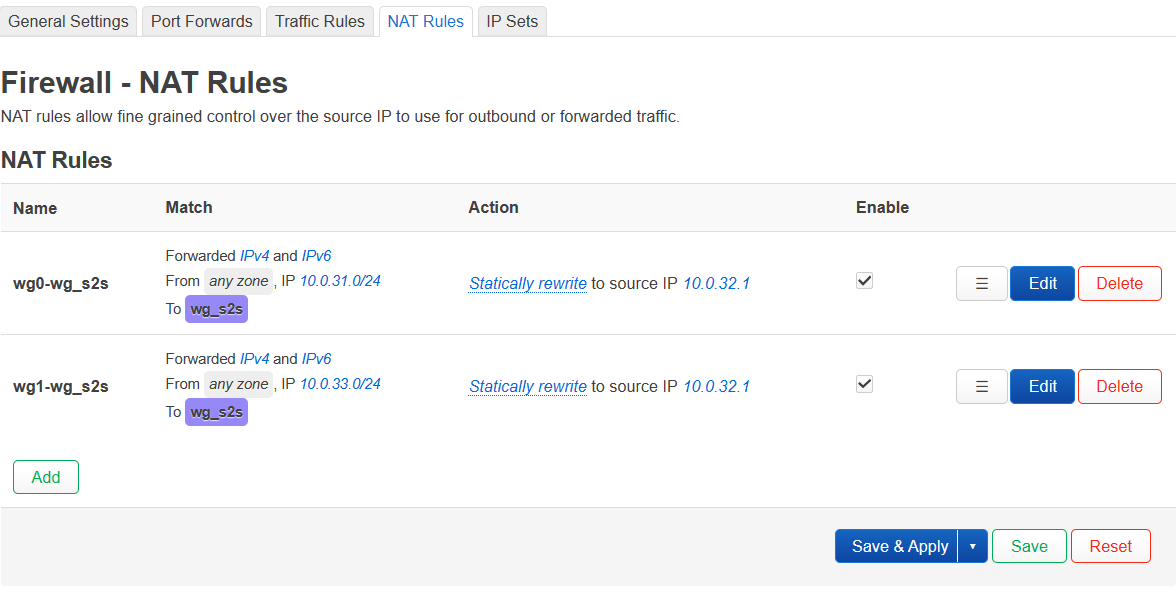 General Settings Port Forwards Traffic Rules NAT Rules IP Sets
Firewall - NAT Rules
NAT rules allow fine grained control over the source IP to use for outbound or forwarded traffic.
NAT Rules
Name Match Action Enable
Forwarded IPv4 and IPv6
wg0-wg_s2s From any zone, IP 10.0.31.0/24 Statically rewrite to source IP 10.0.32.1 ☰ Edit Delete
To wg_s2s
Forwarded IPv4 and IPv6
wg1-wg_s2s From any zone, IP 10.0.33.0/24 Statically rewrite to source IP 10.0.32.1 ☰ Edit Delete
To wg_s2s
Add
Save & Apply ▾ Save Reset